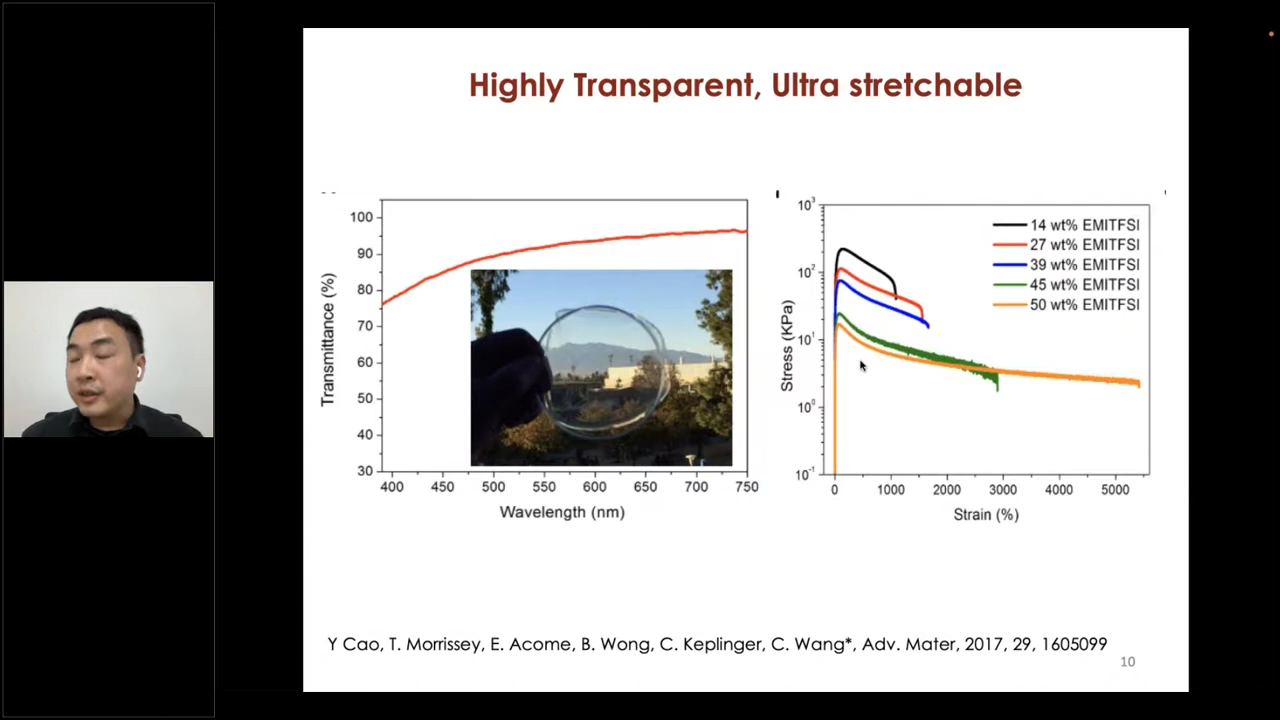 Highly Transparent, Ultra stretchable
Transmittance (%)
100
90
80
70
60
50
40
30
400 450 500 550 600 650 700 750
Wavelength (nm)
Stress (KPa)
10³
10²
10¹
10⁰
10⁻¹
14 wt% EMITFSI
27 wt% EMITFSI
39 wt% EMITFSI
45 wt% EMITFSI
50 wt% EMITFSI
0 1000 2000 3000 4000 5000
Strain (%)
Y Cao, T. Morrissey, E. Acome, B. Wong, C. Keplinger, C. Wang*, Adv. Mater, 2017, 29, 1605099
10